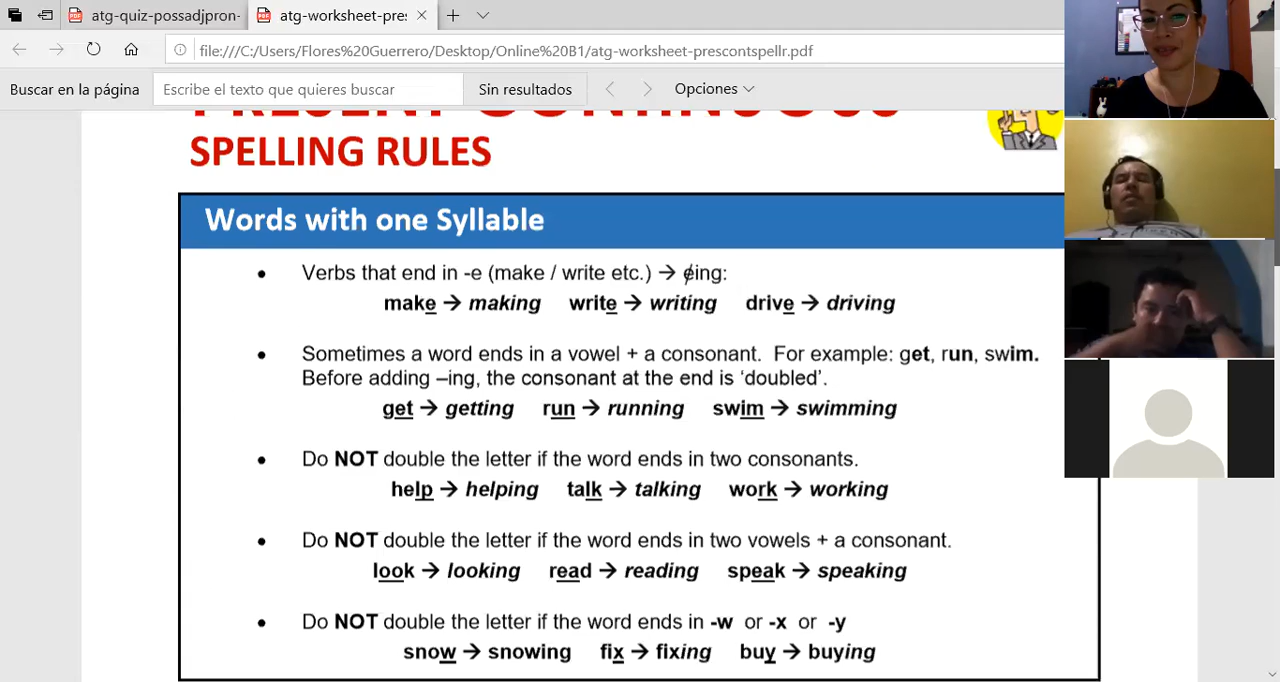 atg-quiz-possadjpron-
atg-worksheet-pres
file:///C:/Users/Flores%20Guerrero/Desktop/Online%20B1/atg-worksheet-prescontspellr.pdf
Buscar en la página
Escribe el texto que quieres buscar
Sin resultados
Opciones
PRESENT CONTINUOUS
SPELLING RULES
Words with one Syllable
• Verbs that end in -e (make / write etc.) → e̸ing:
make → making write → writing drive → driving
• Sometimes a word ends in a vowel + a consonant. For example: get, run, swim.
Before adding –ing, the consonant at the end is ‘doubled’.
get → getting run → running swim → swimming
• Do NOT double the letter if the word ends in two consonants.
help → helping talk → talking work → working
• Do NOT double the letter if the word ends in two vowels + a consonant.
look → looking read → reading speak → speaking
• Do NOT double the letter if the word ends in -w or -x or -y
snow → snowing fix → fixing buy → buying